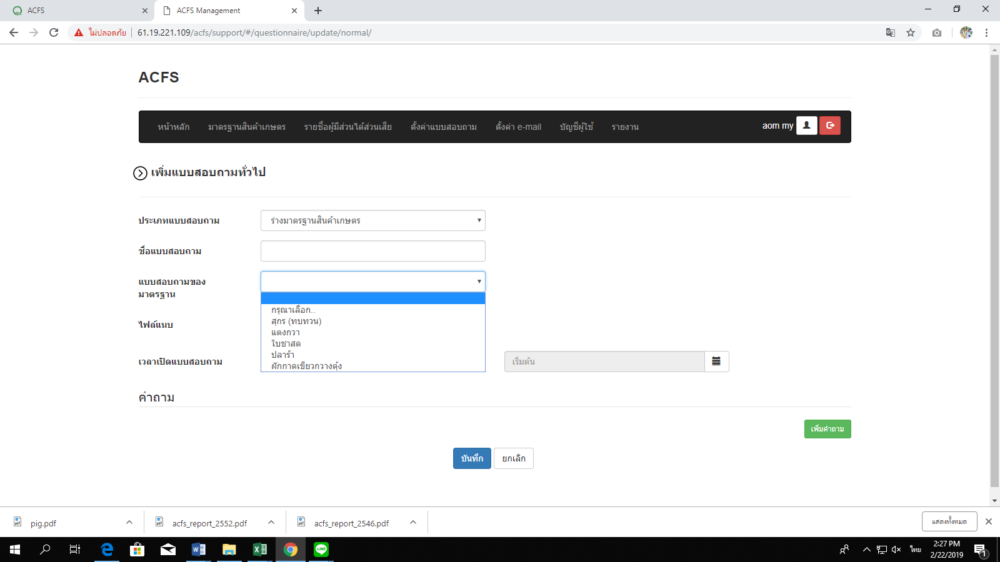 ACFS
ACFS Management
ไม่ปลอดภัย
61.19.221.109/acfs/support/#/questionnaire/update/normal/
ACFS
หน้าหลัก มาตรฐานสินค้าเกษตร รายชื่อผู้มีส่วนได้ส่วนเสีย ตั้งค่าแบบสอบถาม ตั้งค่า e-mail บัญชีผู้ใช้ รายงาน aom my
เพิ่มแบบสอบถามทั่วไป
ประเภทแบบสอบถาม ร่างมาตรฐานสินค้าเกษตร
ชื่อแบบสอบถาม
แบบสอบถามของ
มาตรฐาน
กรุณาเลือก..
สุกร (ทบทวน)
แตงกวา
ใบชาสด
ปลาร้า
ผักกาดเขียวกวางตุ้ง
ไฟล์แนบ
เวลาเปิดแบบสอบถาม เริ่มต้น
คำถาม
เพิ่มคำถาม
บันทึก ยกเลิก
pig.pdf acfs_report_2552.pdf acfs_report_2546.pdf แสดงทั้งหมด
ไทย 2:27 PM
2/22/2019 1